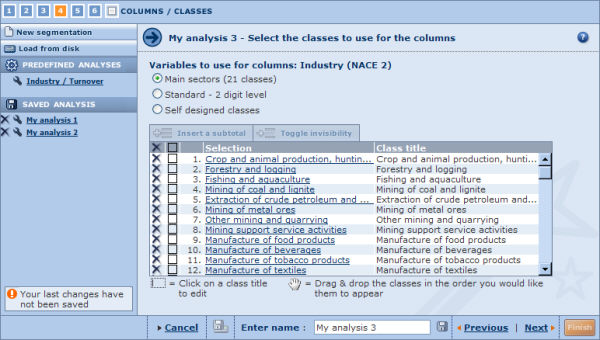 1 2 3 4 5 6 COLUMNS / CLASSES
New segmentation
Load from disk
PREDEFINED ANALYSES
Industry / Turnover
SAVED ANALYSIS
My analysis 1
My analysis 2
Your last changes have
not been saved
My analysis 3 - Select the classes to use for the columns
Variables to use for columns: Industry (NACE 2)
Main sectors (21 classes)
Standard - 2 digit level
Self designed classes
Insert a subtotal Toggle invisibility
Selection Class title
1. Crop and animal production, huntin... Crop and animal production, hunti...
2. Forestry and logging Forestry and logging
3. Fishing and aquaculture Fishing and aquaculture
4. Mining of coal and lignite Mining of coal and lignite
5. Extraction of crude petroleum and ... Extraction of crude petroleum and...
6. Mining of metal ores Mining of metal ores
7. Other mining and quarrying Other mining and quarrying
8. Mining support service activities Mining support service activities
9. Manufacture of food products Manufacture of food products
10. Manufacture of beverages Manufacture of beverages
11. Manufacture of tobacco products Manufacture of tobacco products
12. Manufacture of textiles Manufacture of textiles
= Click on a class title
to edit
= Drag & drop the classes in the order you would like
them to appear
Cancel Enter name : My analysis 3 Previous | Next Finish